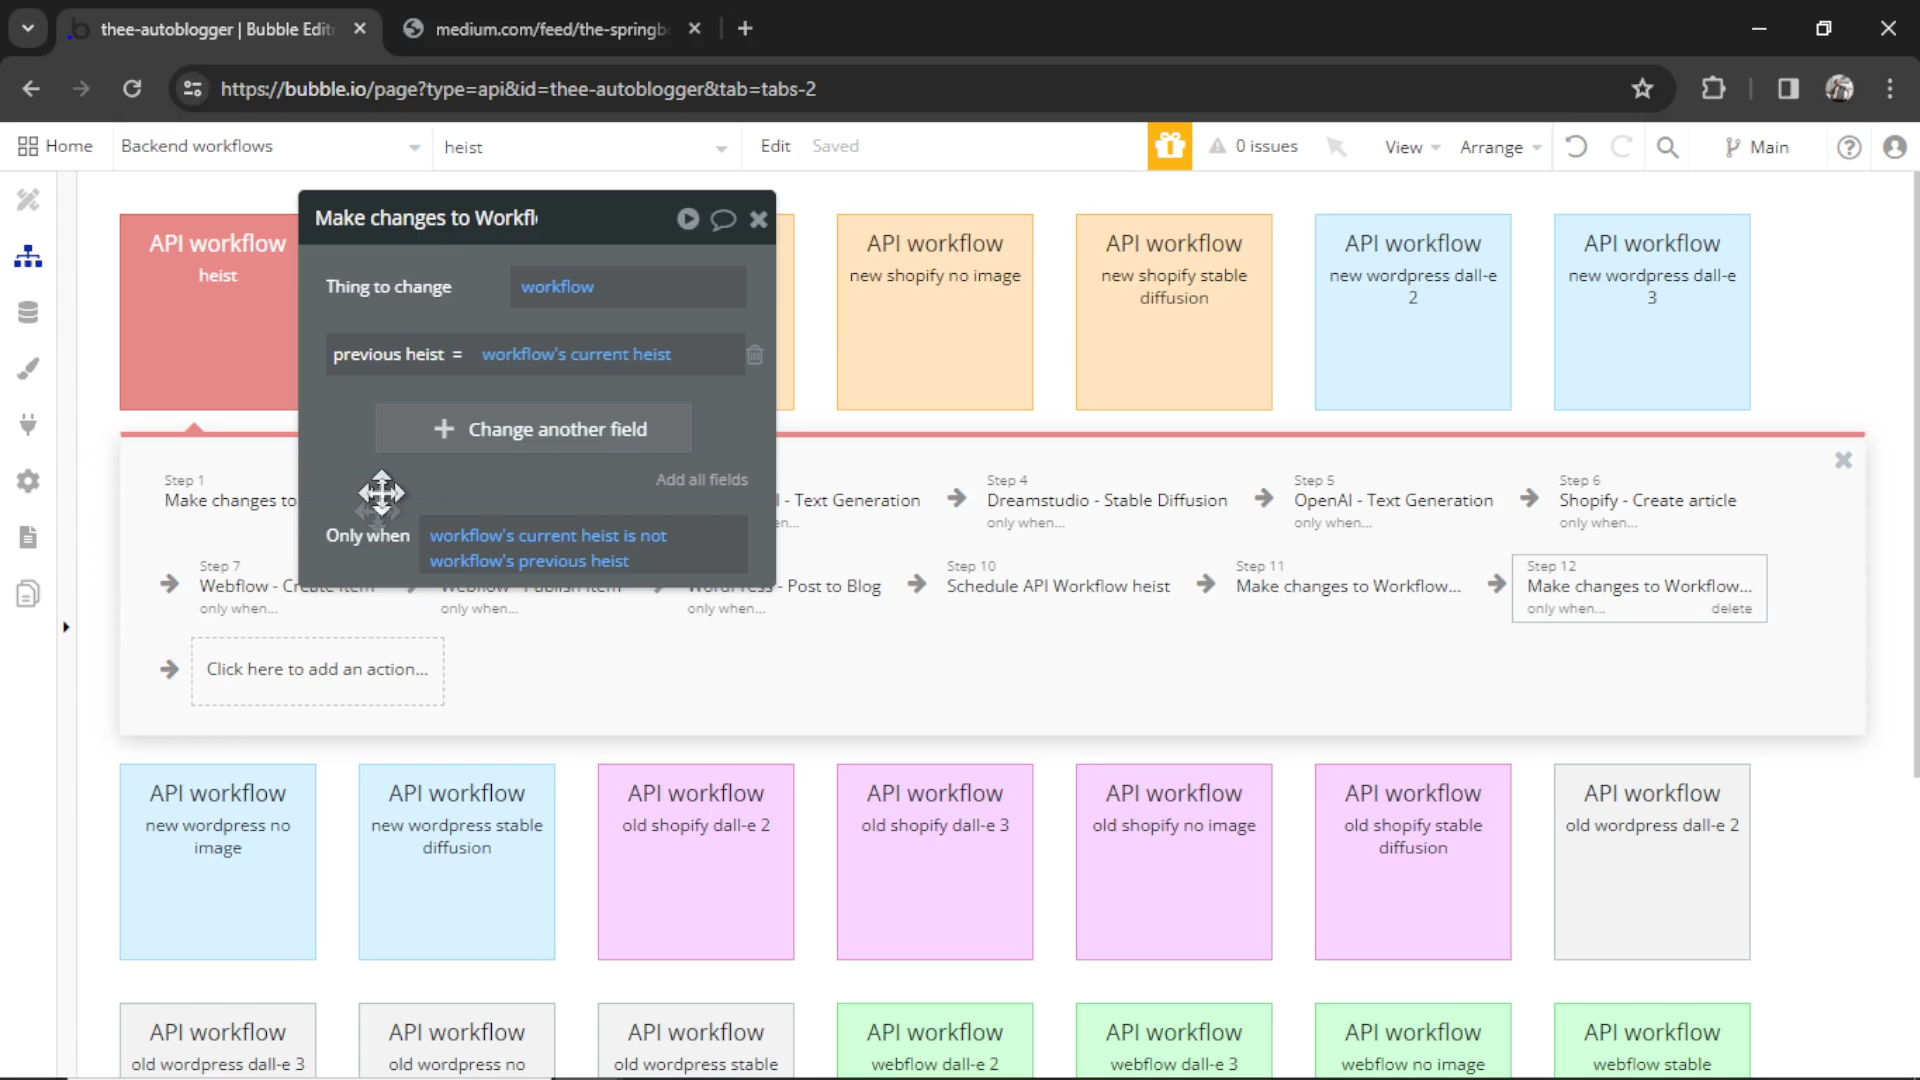 thee-autoblogger | Bubble Edit
medium.com/feed/the-springb
https://bubble.io/page?type=api&id=thee-autoblogger&tab=tabs-2
Home
Backend workflows
heist
Edit
Saved
0 issues
View
Arrange
Main
API workflow
heist
API workflow
new shopify no image
API workflow
new shopify stable
diffusion
API workflow
new wordpress dall-e
2
API workflow
new wordpress dall-e
3
Make changes to Workfl
Thing to change
workflow
previous heist =
workflow's current heist
Change another field
Add all fields
Only when
workflow's current heist is not
workflow's previous heist
Step 1
Make changes to
- Text Generation
Step 4
Dreamstudio - Stable Diffusion
only when...
Step 5
OpenAI - Text Generation
only when...
Step 6
Shopify - Create article
only when...
Step 7
Webflow - Create item
only when...
Webflow - Publish item
only when...
WordPress - Post to Blog
only when...
Step 10
Schedule API Workflow heist
Step 11
Make changes to Workflow...
Step 12
Make changes to Workflow...
only when...
delete
Click here to add an action...
API workflow
new wordpress no
image
API workflow
new wordpress stable
diffusion
API workflow
old shopify dall-e 2
API workflow
old shopify dall-e 3
API workflow
old shopify no image
API workflow
old shopify stable
diffusion
API workflow
old wordpress dall-e 2
API workflow
old wordpress dall-e 3
API workflow
old wordpress no
API workflow
old wordpress stable
API workflow
webflow dall-e 2
API workflow
webflow dall-e 3
API workflow
webflow no image
API workflow
webflow stable